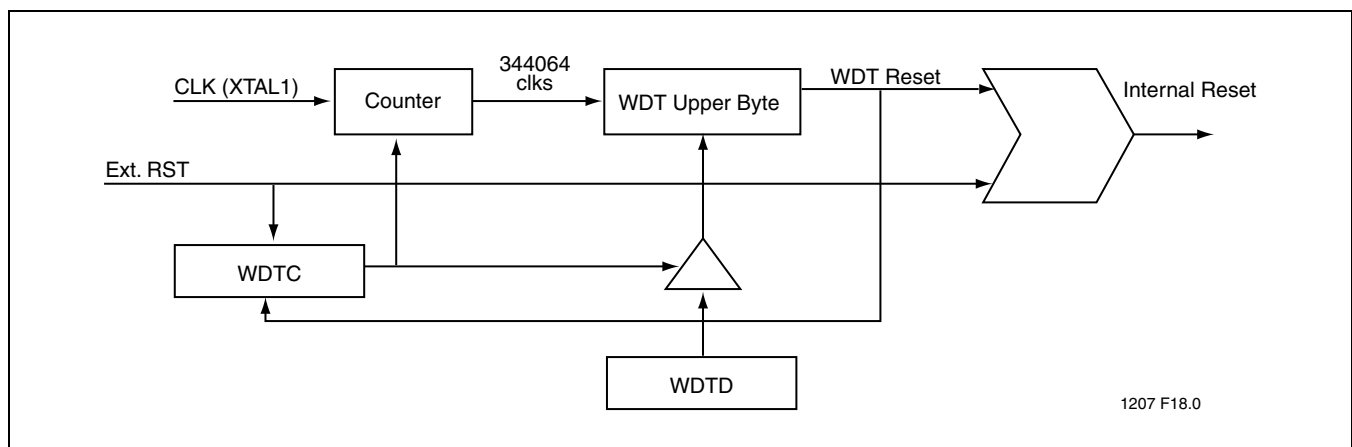 CLK (XTAL1)
Counter
344064
clks
WDT Upper Byte
WDT Reset
Internal Reset
Ext. RST
WDTC
WDTD
1207 F18.0